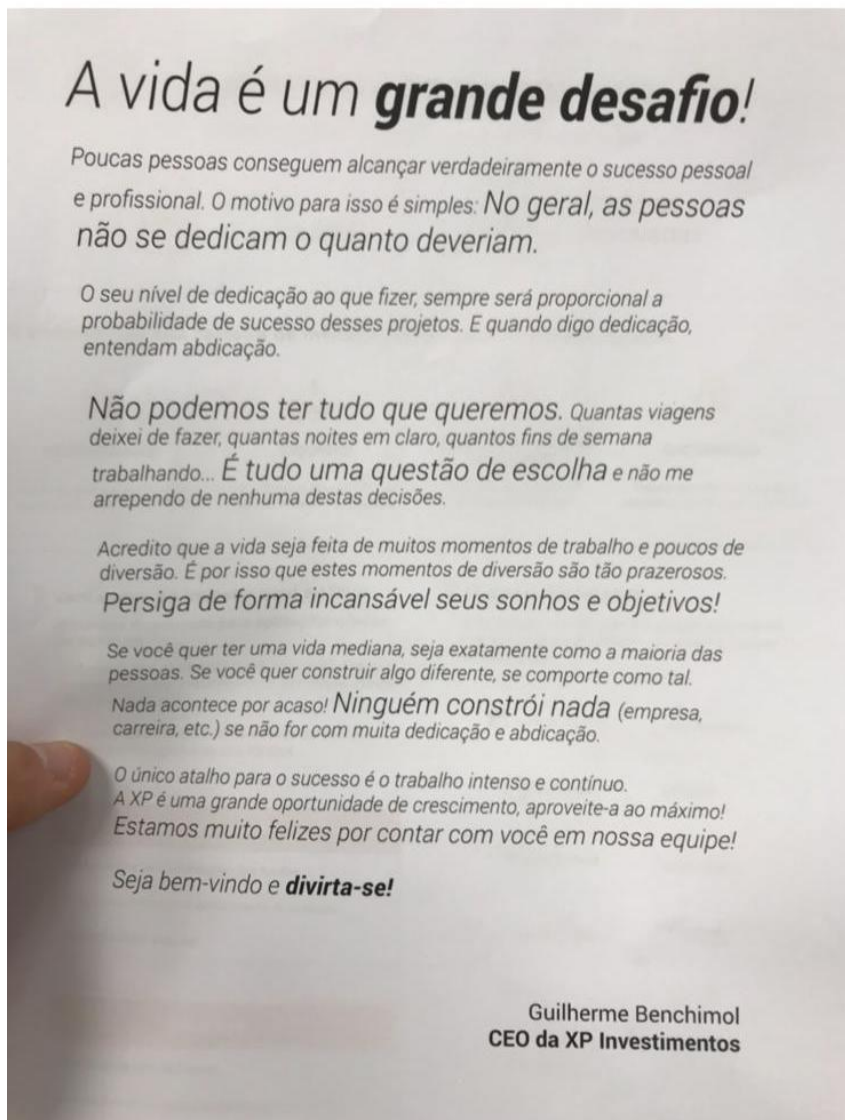 A vida é um grande desafio!
Poucas pessoas conseguem alcançar verdadeiramente o sucesso pessoal
e profissional. O motivo para isso é simples: No geral, as pessoas
não se dedicam o quanto deveriam.
O seu nível de dedicação ao que fizer, sempre será proporcional a
probabilidade de sucesso desses projetos. E quando digo dedicação,
entendam abdicação.
Não podemos ter tudo que queremos. Quantas viagens
deixei de fazer, quantas noites em claro, quantos fins de semana
trabalhando... É tudo uma questão de escolha e não me
arrependo de nenhuma destas decisões.
Acredito que a vida seja feita de muitos momentos de trabalho e poucos de
diversão. É por isso que estes momentos de diversão são tão prazerosos.
Persiga de forma incansável seus sonhos e objetivos!
Se você quer ter uma vida mediana, seja exatamente como a maioria das
pessoas. Se você quer construir algo diferente, se comporte como tal.
Nada acontece por acaso! Ninguém constrói nada (empresa,
carreira, etc.) se não for com muita dedicação e abdicação.
O único atalho para o sucesso é o trabalho intenso e contínuo.
A XP é uma grande oportunidade de crescimento, aproveite-a ao máximo!
Estamos muito felizes por contar com você em nossa equipe!
Seja bem-vindo e divirta-se!
Guilherme Benchimol
CEO da XP Investimentos